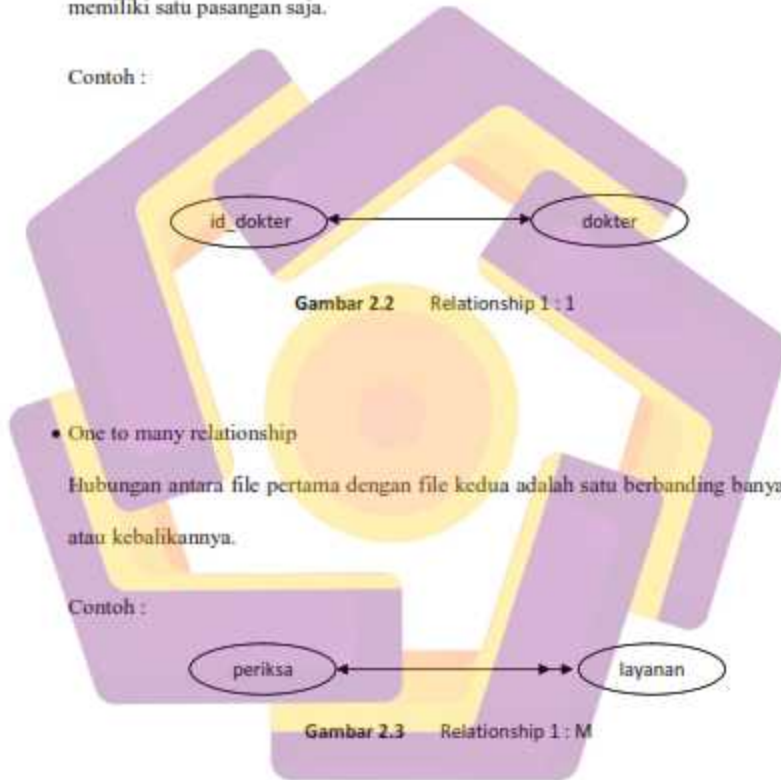 memiliki satu pasangan saja.
Contoh :
id_dokter dokter
Gambar 2.2 Relationship 1 : 1
• One to many relationship
Hubungan antara file pertama dengan file kedua adalah satu berbanding banya
atau kebalikannya.
Contoh :
periksa layanan
Gambar 2.3 Relationship 1 : M